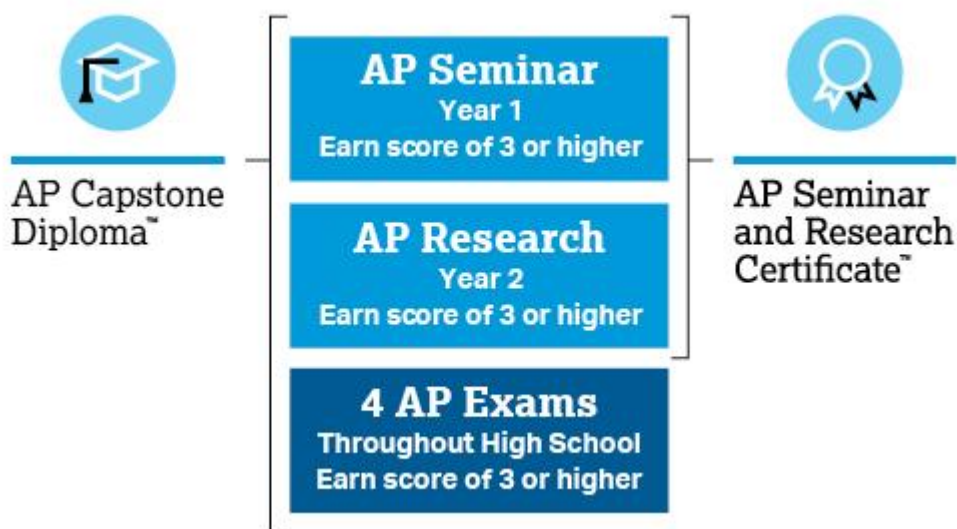 AP Capstone
Diploma™
AP Seminar
Year 1
Earn score of 3 or higher
AP Research
Year 2
Earn score of 3 or higher
4 AP Exams
Throughout High School
Earn score of 3 or higher
AP Seminar
and Research
Certificate™